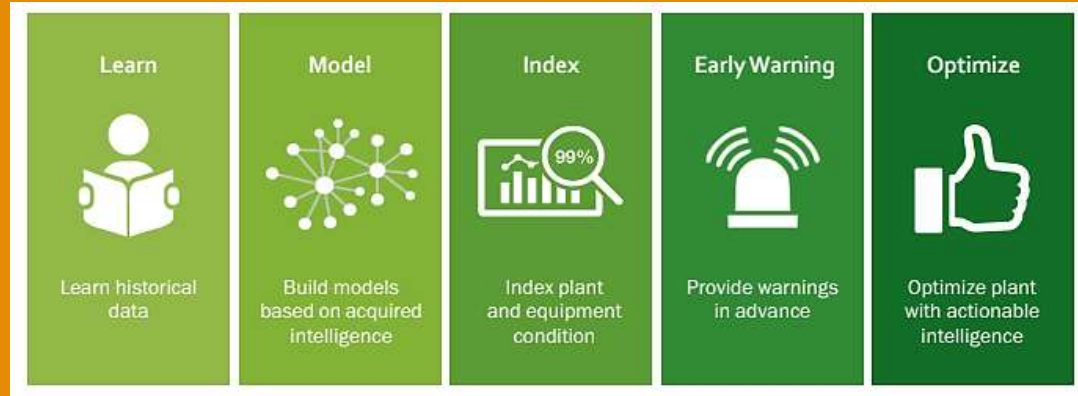 Learn
Learn historical
data
Model
Build models
based on acquired
intelligence
Index
99%
Index plant
and equipment
condition
Early Warning
Provide warnings
in advance
Optimize
Optimize plant
with actionable
intelligence